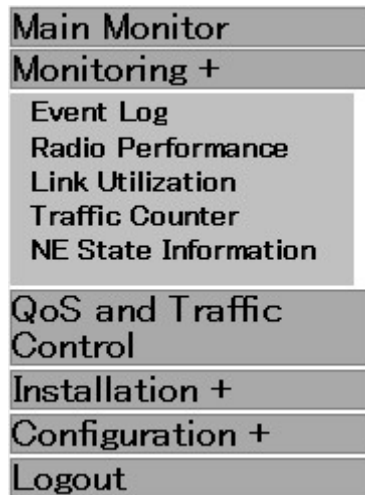 Main Monitor
Monitoring +
Event Log
Radio Performance
Link Utilization
Traffic Counter
NE State Information
QoS and Traffic
Control
Installation +
Configuration +
Logout